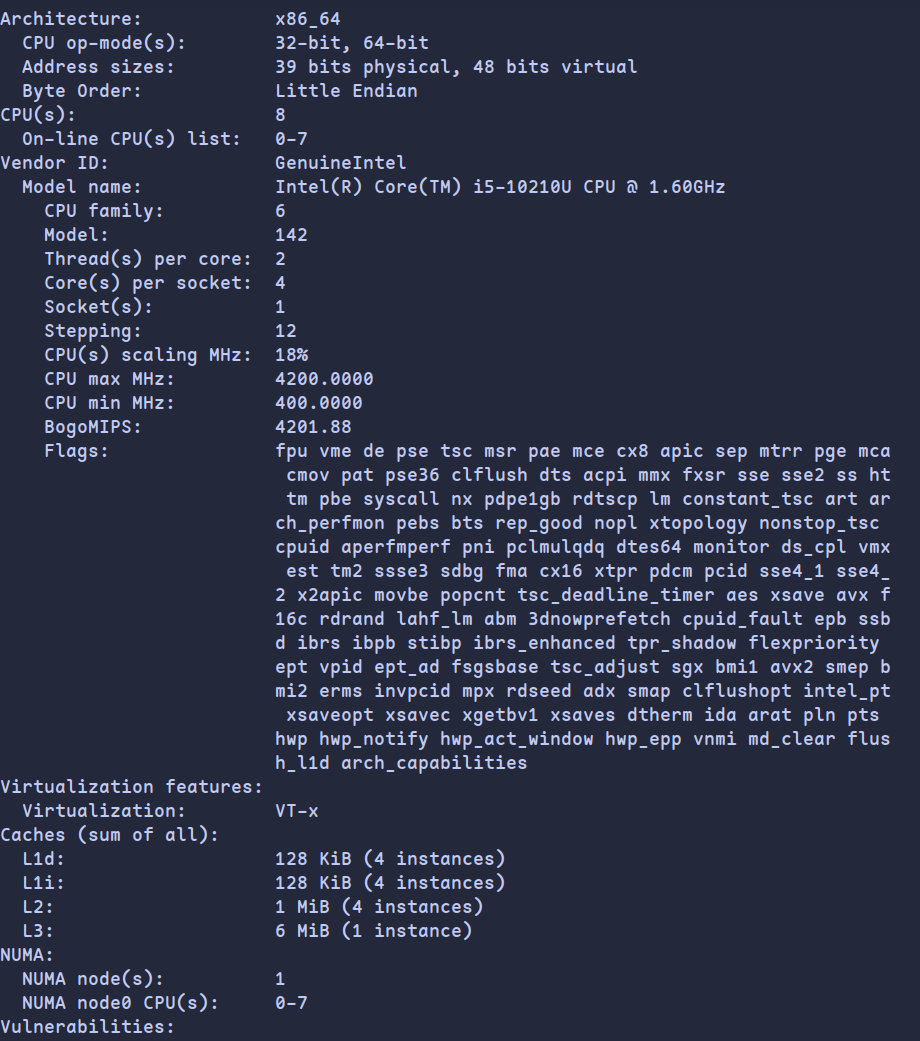 Architecture:            x86_64
  CPU op-mode(s):        32-bit, 64-bit
  Address sizes:         39 bits physical, 48 bits virtual
  Byte Order:            Little Endian
CPU(s):                  8
  On-line CPU(s) list:   0-7
Vendor ID:               GenuineIntel
  Model name:            Intel(R) Core(TM) i5-10210U CPU @ 1.60GHz
    CPU family:          6
    Model:               142
    Thread(s) per core:  2
    Core(s) per socket:  4
    Socket(s):           1
    Stepping:            12
    CPU(s) scaling MHz:  18%
    CPU max MHz:         4200.0000
    CPU min MHz:         400.0000
    BogoMIPS:            4201.88
    Flags:               fpu vme de pse tsc msr pae mce cx8 apic sep mtrr pge mca
                          cmov pat pse36 clflush dts acpi mmx fxsr sse sse2 ss ht
                          tm pbe syscall nx pdpe1gb rdtscp lm constant_tsc art ar
                         ch_perfmon pebs bts rep_good nopl xtopology nonstop_tsc
                         cpuid aperfmperf pni pclmulqdq dtes64 monitor ds_cpl vmx
                          est tm2 ssse3 sdbg fma cx16 xtpr pdcm pcid sse4_1 sse4_
                         2 x2apic movbe popcnt tsc_deadline_timer aes xsave avx f
                         16c rdrand lahf_lm abm 3dnowprefetch cpuid_fault epb ssb
                         d ibrs ibpb stibp ibrs_enhanced tpr_shadow flexpriority
                         ept vpid ept_ad fsgsbase tsc_adjust sgx bmi1 avx2 smep b
                         mi2 erms invpcid mpx rdseed adx smap clflushopt intel_pt
                          xsaveopt xsavec xgetbv1 xsaves dtherm ida arat pln pts
                         hwp hwp_notify hwp_act_window hwp_epp vnmi md_clear flus
                         h_l1d arch_capabilities
Virtualization features:
  Virtualization:        VT-x
Caches (sum of all):
  L1d:                   128 KiB (4 instances)
  L1i:                   128 KiB (4 instances)
  L2:                    1 MiB (4 instances)
  L3:                    6 MiB (1 instance)
NUMA:
  NUMA node(s):          1
  NUMA node0 CPU(s):     0-7
Vulnerabilities: